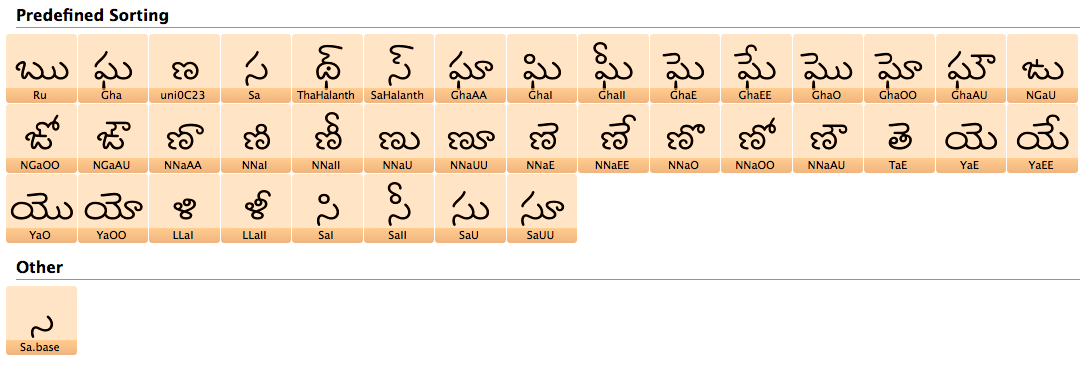 Predefined Sorting
ఋ ఘ ణ స థ్ స్ ఘా ఘి ఘీ ఘె ఘే ఘొ ఘో ఘౌ ఙు
Ru Gha uni0C23 Sa ThaHalanth SaHalanth GhaAA GhaI GhaII GhaE GhaEE GhaO GhaOO GhaAU NGaU
ఙో ఙౌ ణా ణి ణీ ణు ణూ ణె ణే ణొ ణో ణౌ తె యె యే
NGaOO NGaAU NNaAA NNaI NNaII NNaU NNaUU NNaE NNaEE NNaO NNaOO NNaAU TaE YaE YaEE
యొ యో ళి ళీ సి సీ సు సూ
YaO YaOO LLaI LLaII SaI SaII SaU SaUU
Other
Sa.base